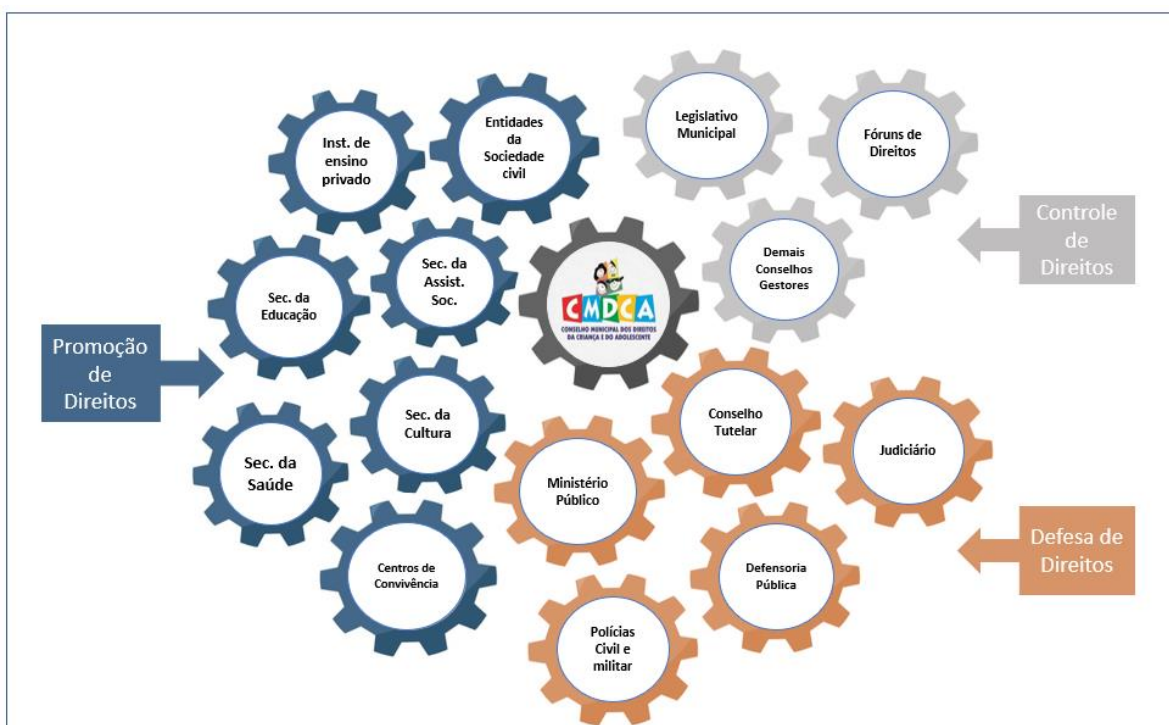 Inst. de
ensino
privado
Entidades
da
Sociedade
civil
Legislativo
Municipal
Fóruns de
Direitos
Controle
de
Direitos
Sec. da
Educação
Sec. da
Assist.
Soc.
CMDCA
CONSELHO MUNICIPAL DOS DIREITOS
DA CRIANÇA E DO ADOLESCENTE
Demais
Conselhos
Gestores
Promoção
de
Direitos
Sec. da
Cultura
Conselho
Tutelar
Judiciário
Sec. da
Saúde
Ministério
Público
Centros de
Convivência
Defensoria
Pública
Defesa de
Direitos
Polícias
Civil e
militar